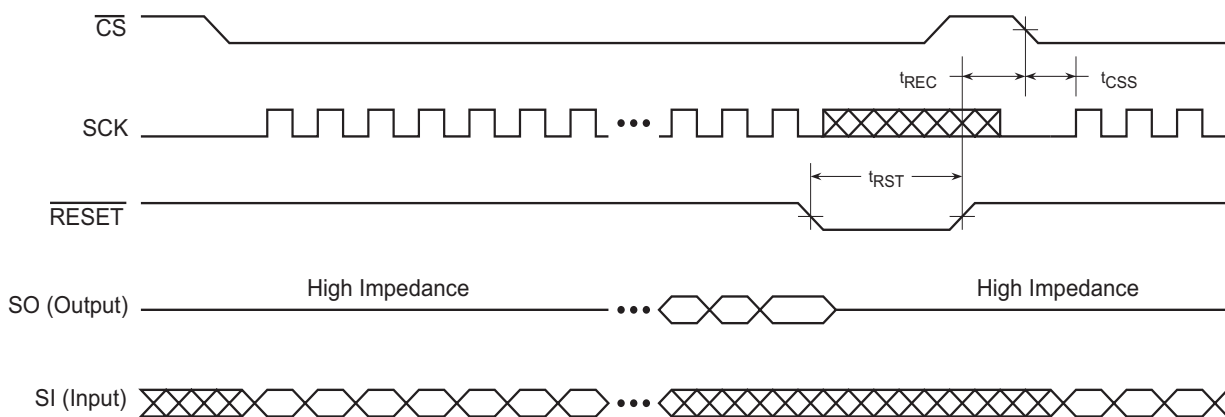 CS
tREC
tCSS
SCK
•••
tRST
RESET
High Impedance
High Impedance
SO (Output)
•••
SI (Input)
•••